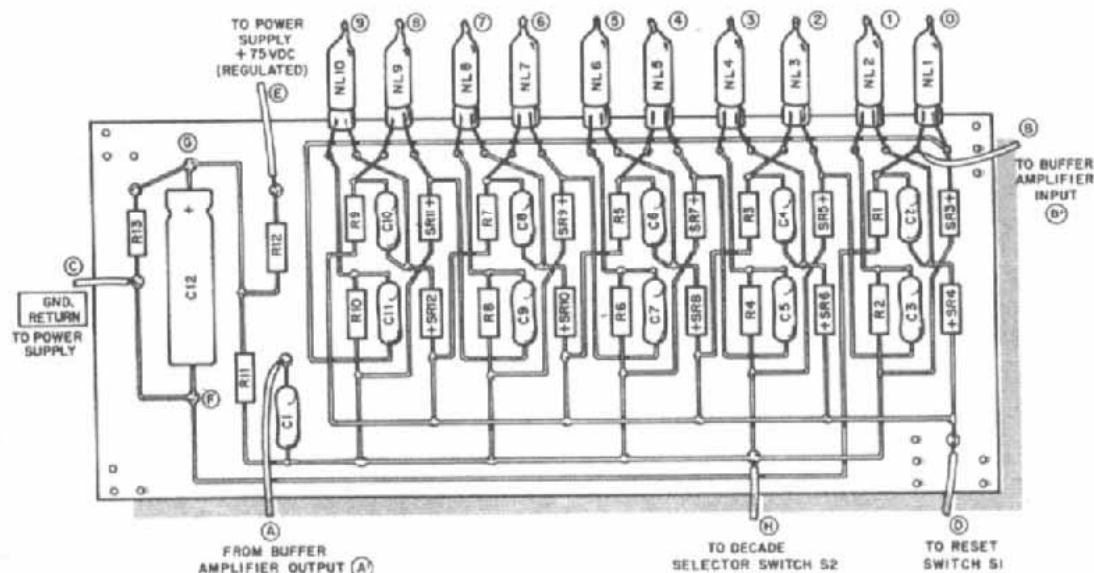 TO POWER
SUPPLY
+75VDC
(REGULATED)
E
9 8 7 6 5 4 3 2 1 0
NL10 NL9 NL8 NL7 NL6 NL5 NL4 NL3 NL2 NL1
G
B
TO BUFFER
AMPLIFIER
INPUT
B'
R13
+
C12
R12
R9 C10 SR11+ R7 C8 SR9+ R5 C6 SR7+ R3 C4 SR5+ R1 C2 SR3+
C
GND.
RETURN
TO POWER
SUPPLY
R10 C11 +SR12 R8 C9 +SR10 R6 C7 +SR8 R4 C5 +SR6 R2 C3 +SR4
R11
F
C1
A
H
D
FROM BUFFER
AMPLIFIER OUTPUT A'
TO DECADE
SELECTOR SWITCH S2
TO RESET
SWITCH S1